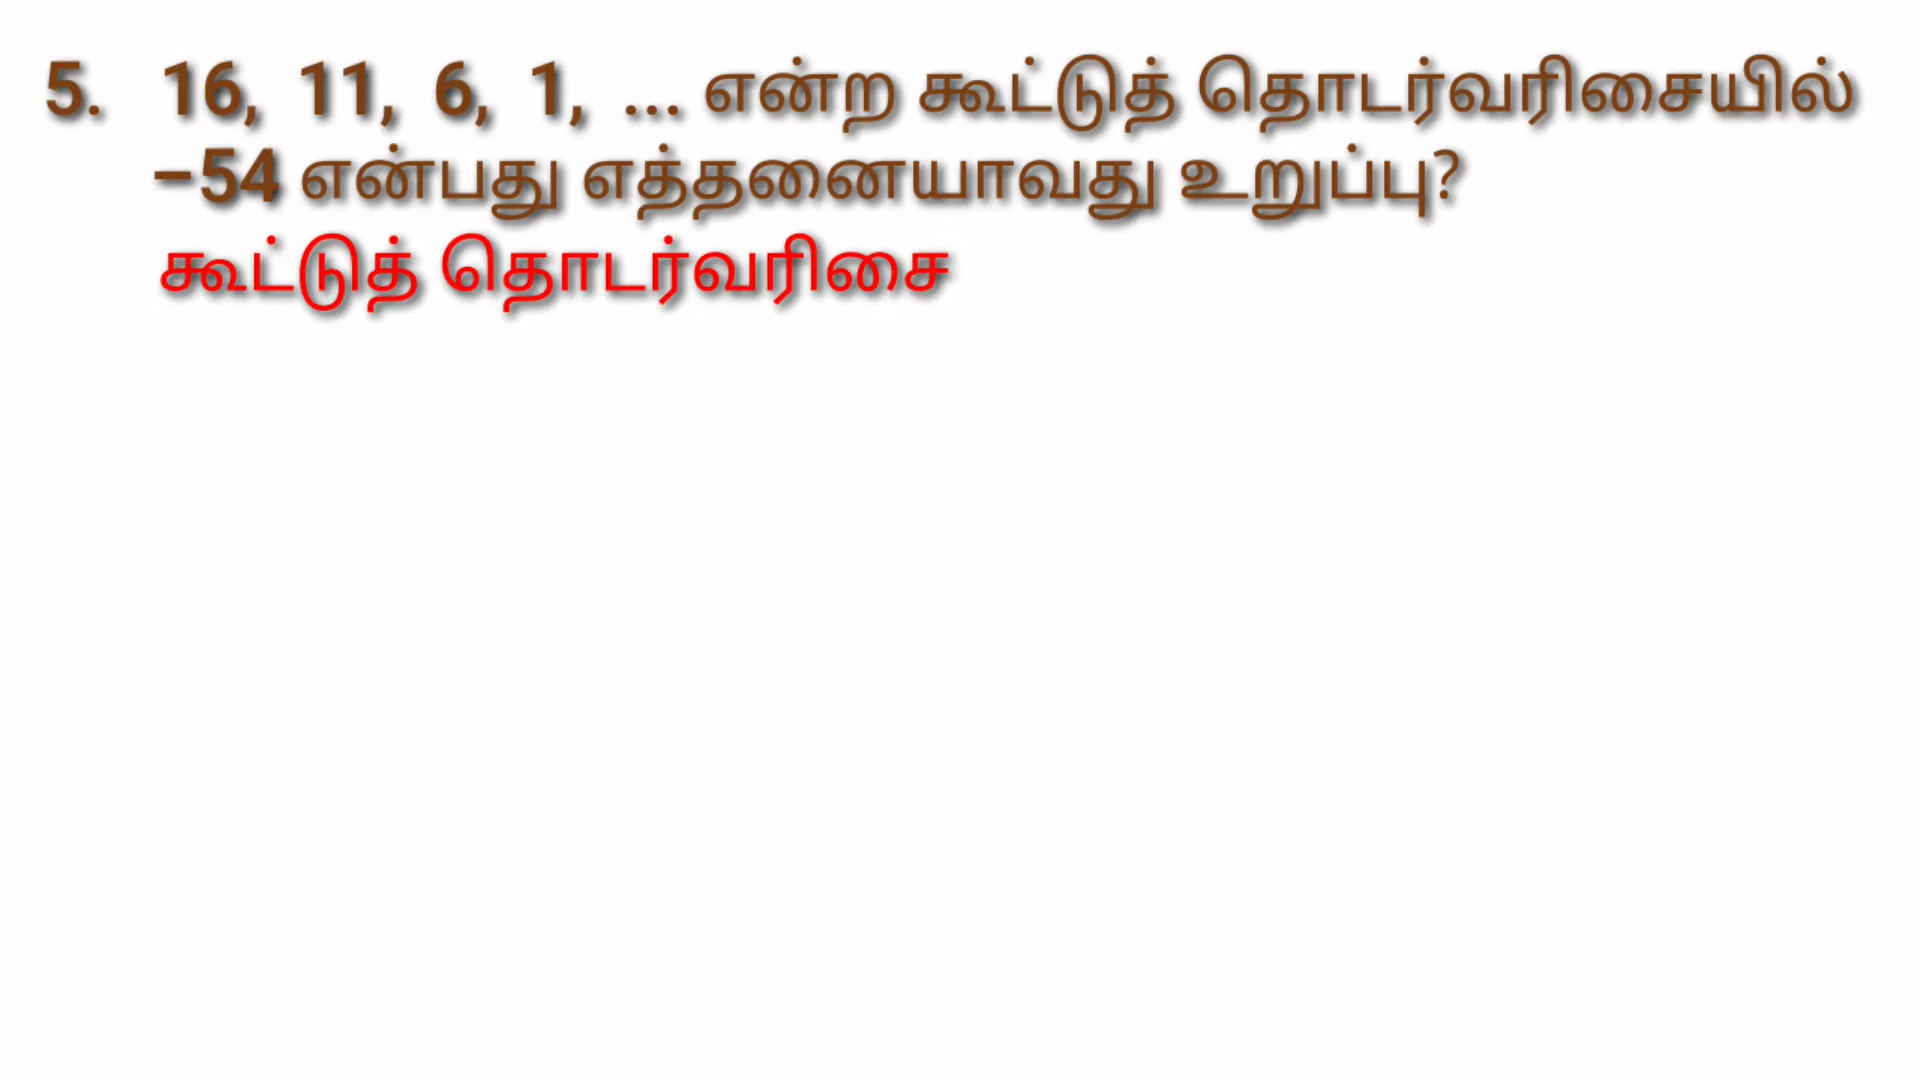 5. 16, 11, 6, 1, ... என்ற கூட்டுத் தொடர்வரிசையில்
–54 என்பது எத்தனையாவது உறுப்பு?
கூட்டுத் தொடர்வரிசை